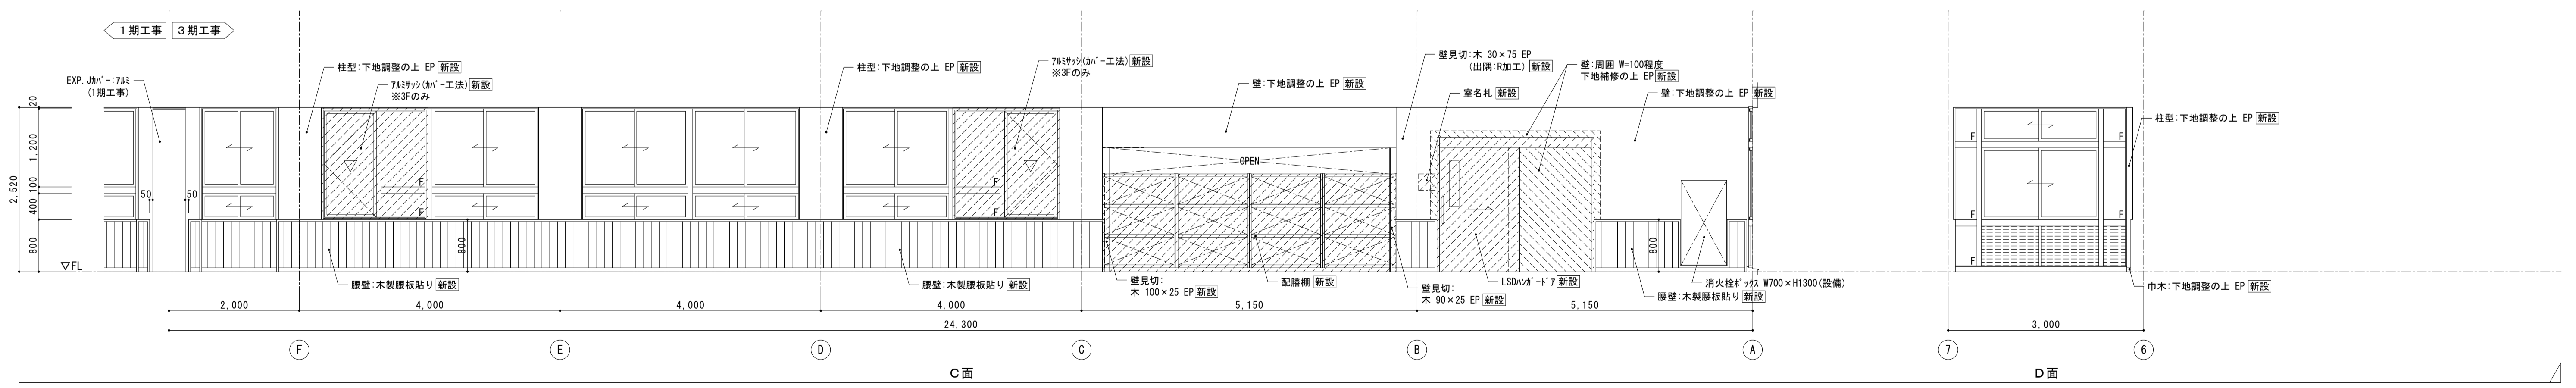 1期工事 3期工事
EXP.Jカバー:アルミ
(1期工事)
柱型:下地調整の上 EP 新設
アルミサッシ(カバー工法) 新設
※3Fのみ
柱型:下地調整の上 EP 新設
アルミサッシ(カバー工法) 新設
※3Fのみ
壁:下地調整の上 EP 新設
壁見切:木 30×75 EP
(出隅:R加工) 新設
室名札 新設
壁:周囲 W=100程度
下地補修の上 EP 新設
壁:下地調整の上 EP 新設
柱型:下地調整の上 EP 新設
20
1,200
100
400
800
2,520
50
50
F
F
F
F
OPEN
F
F
F
F
F
800
800
▽FL
腰壁:木製腰板貼り 新設
腰壁:木製腰板貼り 新設
壁見切:
木 100×25 EP 新設
配膳棚 新設
壁見切:
木 90×25 EP 新設
LSDハンガードア 新設
腰壁:木製腰板貼り 新設
消火栓ボックス W700×H1300(設備)
巾木:下地調整の上 EP 新設
2,000
4,000
4,000
4,000
5,150
5,150
24,300
3,000
F
E
D
C
B
A
7
6
C面
D面